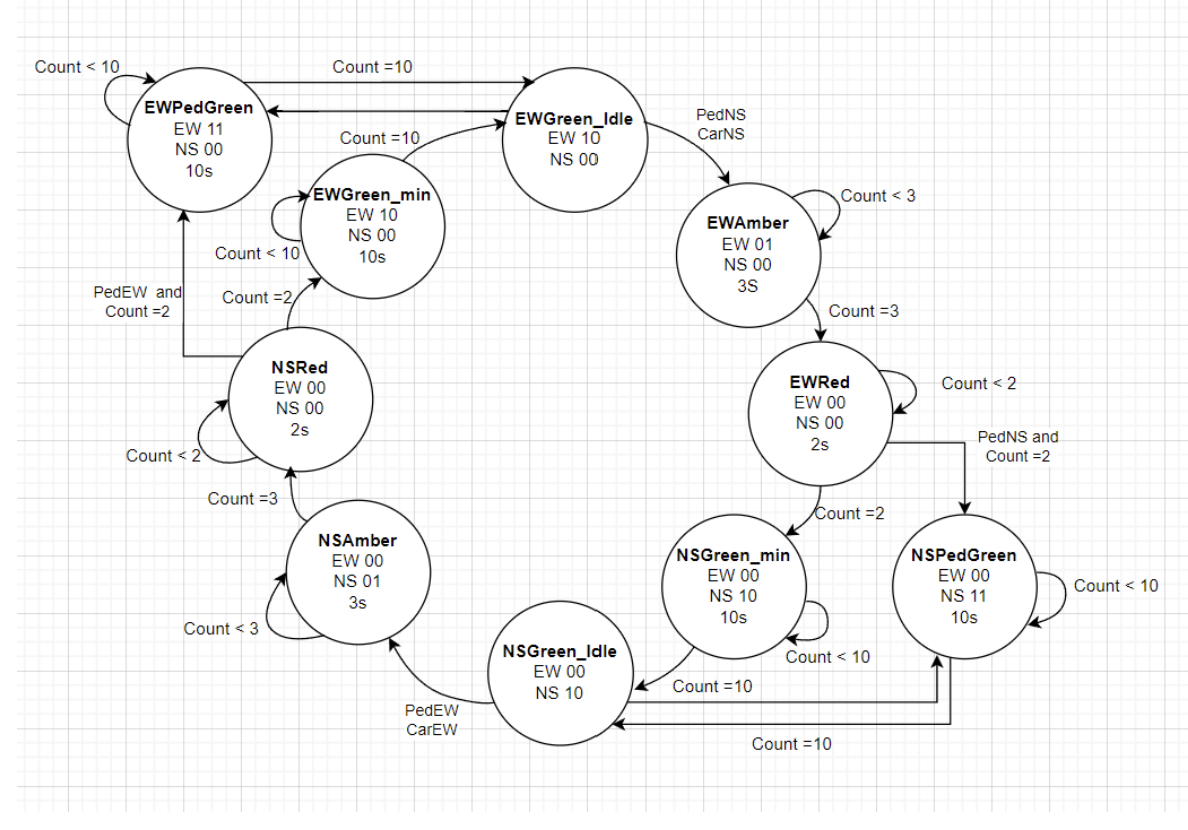 Count < 10
Count =10
EWPedGreen
EW 11
NS 00
10s
EWGreen_Idle
EW 10
NS 00
PedNS
CarNS
Count =10
EWGreen_min
EW 10
NS 00
10s
Count < 10
Count < 3
EWAmber
EW 01
NS 00
3S
PedEW and
Count =2
Count =2
Count =3
NSRed
EW 00
NS 00
2s
EWRed
EW 00
NS 00
2s
Count < 2
Count < 2
PedNS and
Count =2
Count =3
Count =2
NSAmber
EW 00
NS 01
3s
NSGreen_min
EW 00
NS 10
10s
NSPedGreen
EW 00
NS 11
10s
Count < 10
Count < 3
Count < 10
NSGreen_Idle
EW 00
NS 10
Count =10
PedEW
CarEW
Count =10